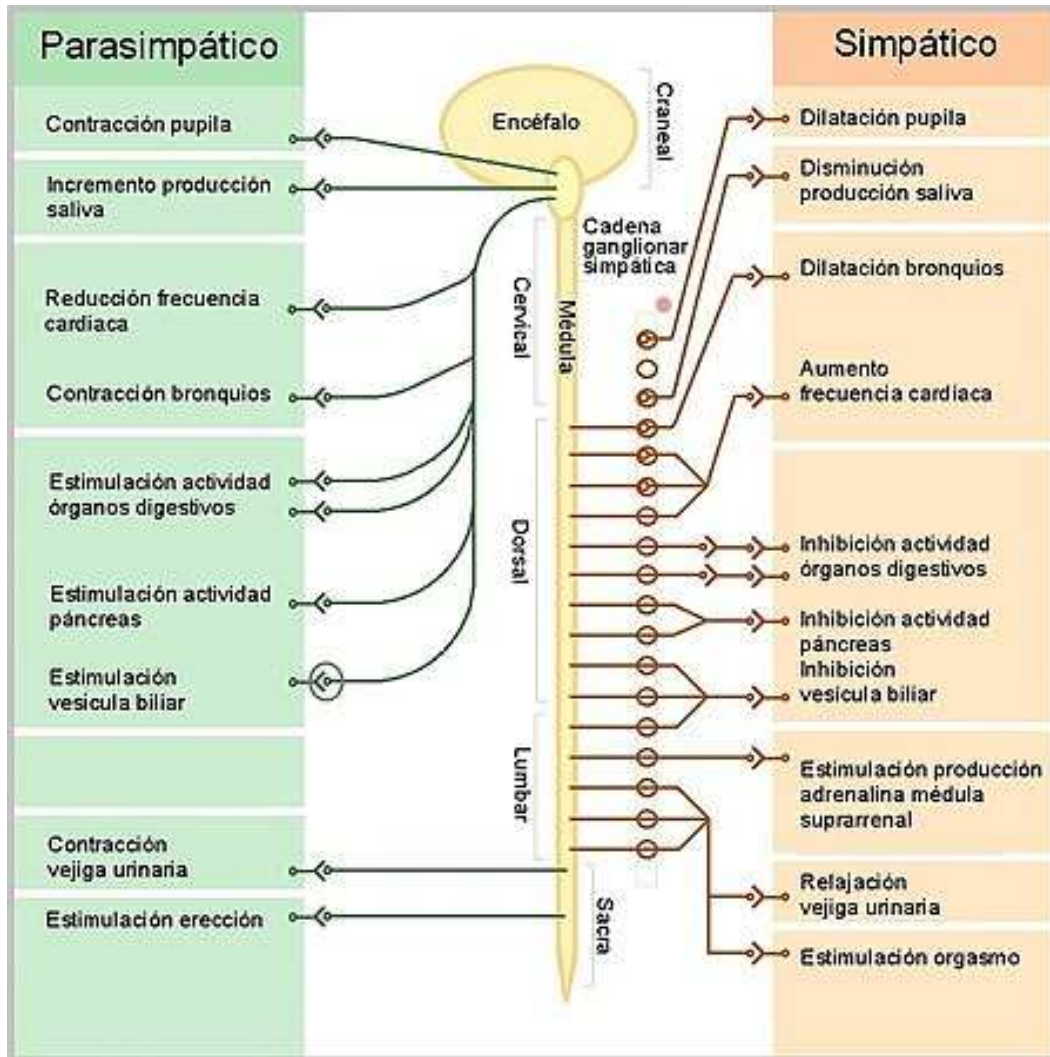 Parasimpático
Contracción pupila
Incremento producción
saliva
Reducción frecuencia
cardiaca
Contracción bronquios
Estimulación actividad
órganos digestivos
Estimulación actividad
páncreas
Estimulación
vesícula biliar
Contracción
vejiga urinaria
Estimulación erección
Encéfalo
Craneal
Cadena
ganglionar
simpática
Cervical
Médula
Dorsal
Lumbar
Sacra
Simpático
Dilatación pupila
Disminución
producción saliva
Dilatación bronquios
Aumento
frecuencia cardíaca
Inhibición actividad
órganos digestivos
Inhibición actividad
páncreas
Inhibición
vesícula biliar
Estimulación producción
adrenalina médula
suprarrenal
Relajación
vejiga urinaria
Estimulación orgasmo